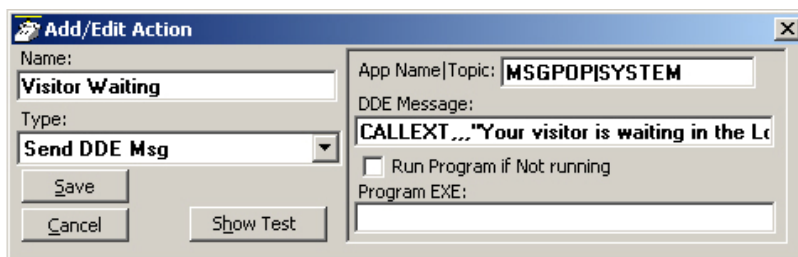 Add/Edit Action
Name:
Visitor Waiting
Type:
Send DDE Msg
Save
Cancel
Show Test
App Name|Topic: MSGPOP|SYSTEM
DDE Message:
CALLEXT,,,"Your visitor is waiting in the Lo
Run Program if Not running
Program EXE: